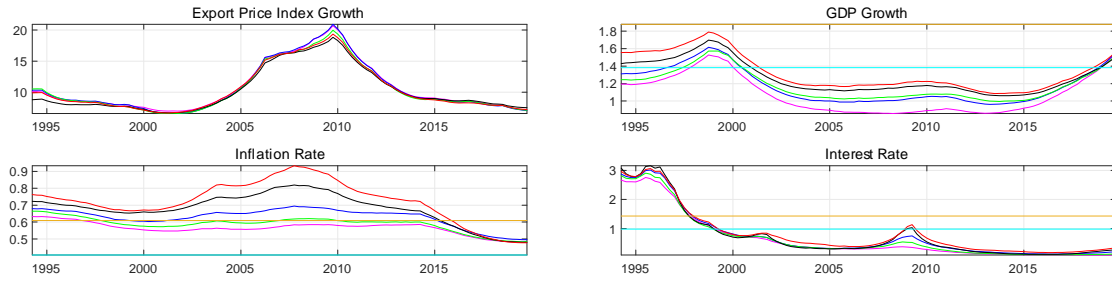 Export Price Index Growth
20
10
1995 2000 2005 2010 2015
GDP Growth
1.8
1.6
1.4
1.2
1
1995 2000 2005 2010 2015
Inflation Rate
0.9
0.8
0.7
0.6
0.5
1995 2000 2005 2010 2015
Interest Rate
3
2
1
1995 2000 2005 2010 2015